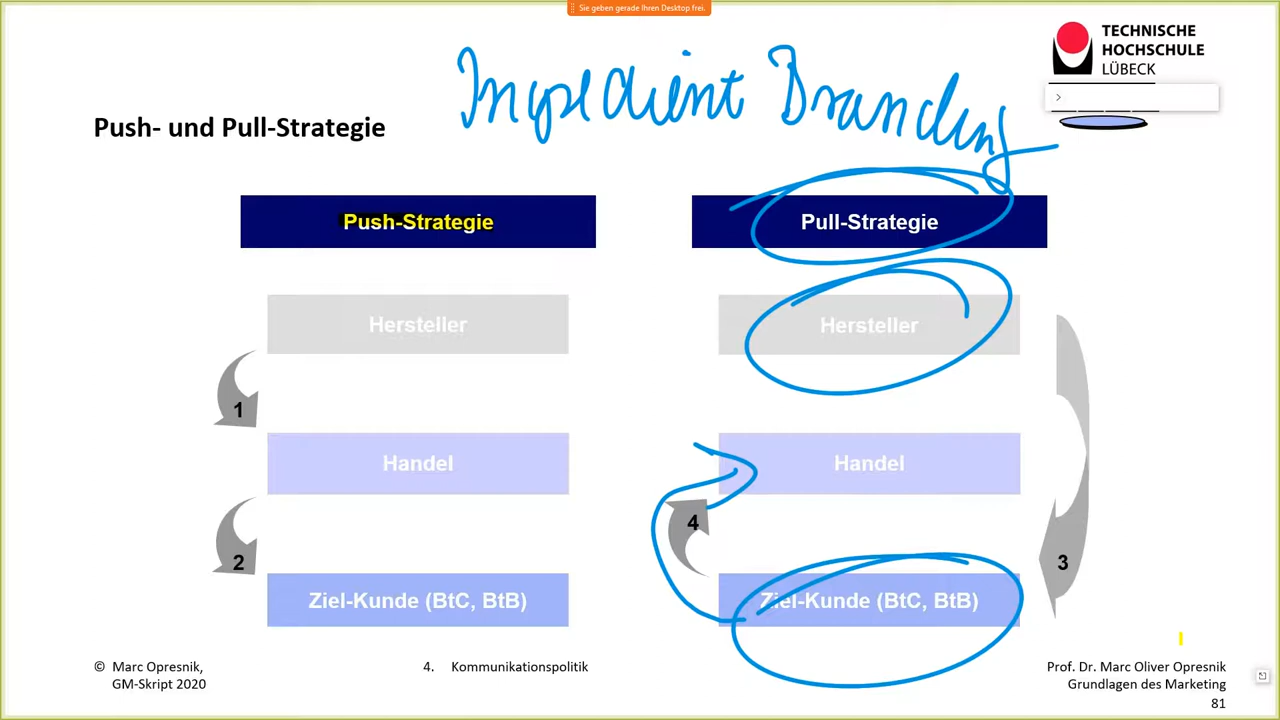 Sie geben gerade Ihren Desktop frei.
TECHNISCHE
HOCHSCHULE
LÜBECK
Ingredient Branding
Push- und Pull-Strategie
Push-Strategie
Pull-Strategie
Hersteller
Hersteller
1
Handel
Handel
2
4
3
Ziel-Kunde (BtC, BtB)
Ziel-Kunde (BtC, BtB)
© Marc Opresnik,
GM-Skript 2020
4. Kommunikationspolitik
Prof. Dr. Marc Oliver Opresnik
Grundlagen des Marketing
81